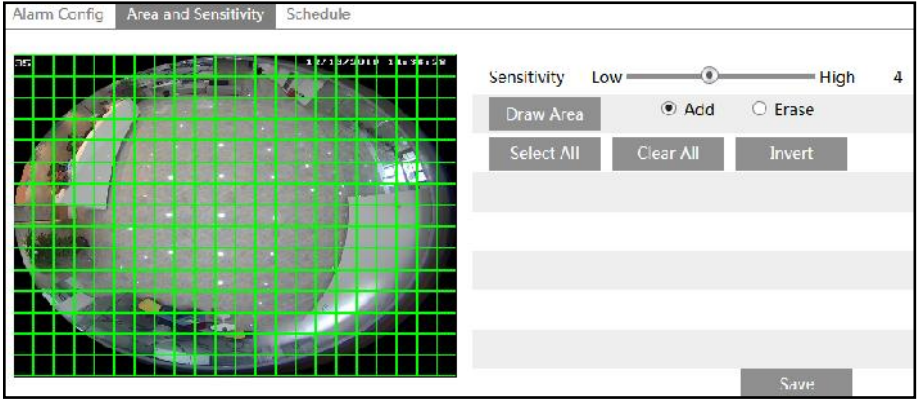 Alarm Config Area and Sensitivity Schedule
Sensitivity Low High 4
Draw Area Add Erase
Select All Clear All Invert
Save